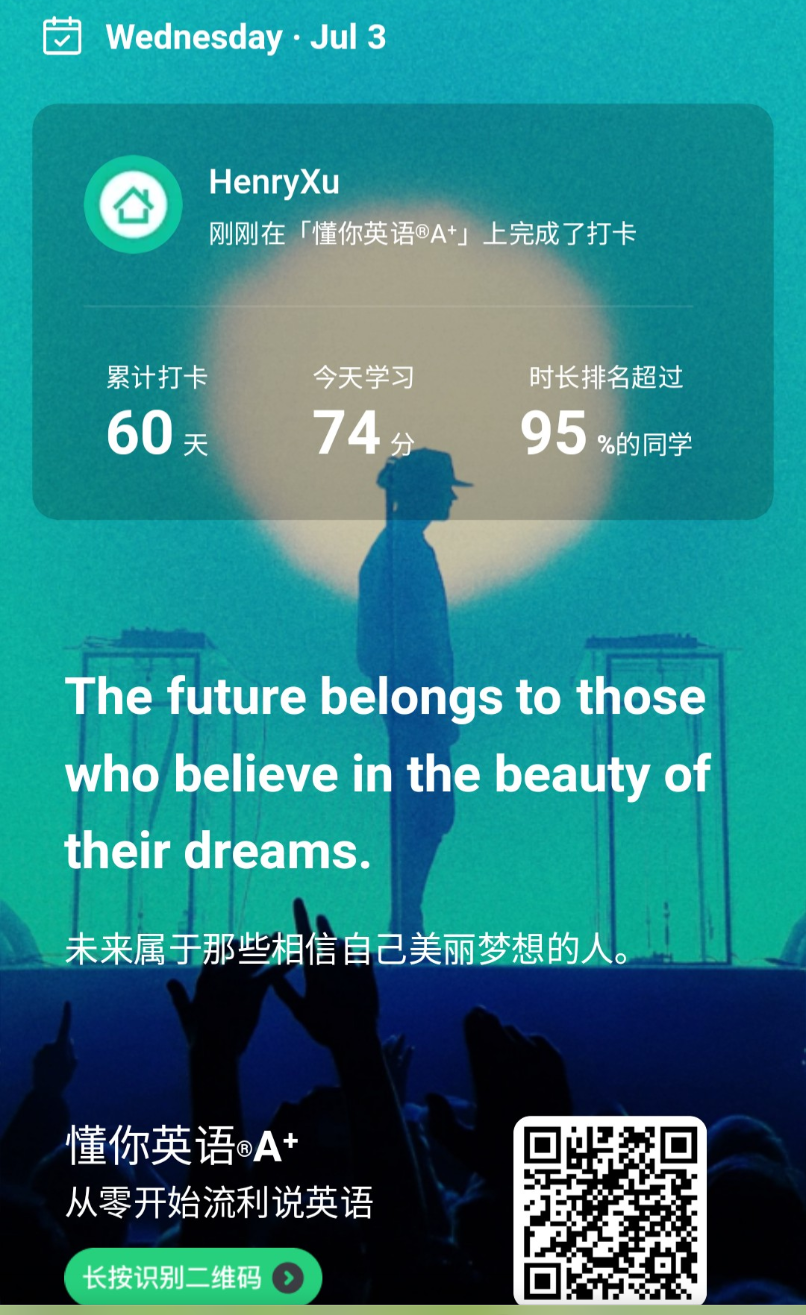 Wednesday · Jul 3
HenryXu
刚刚在「懂你英语®A⁺」上完成了打卡
累计打卡 今天学习 时长排名超过
60 天 74 分 95 %的同学
The future belongs to those
who believe in the beauty of
their dreams.
未来属于那些相信自己美丽梦想的人。
懂你英语®A⁺
从零开始流利说英语
长按识别二维码